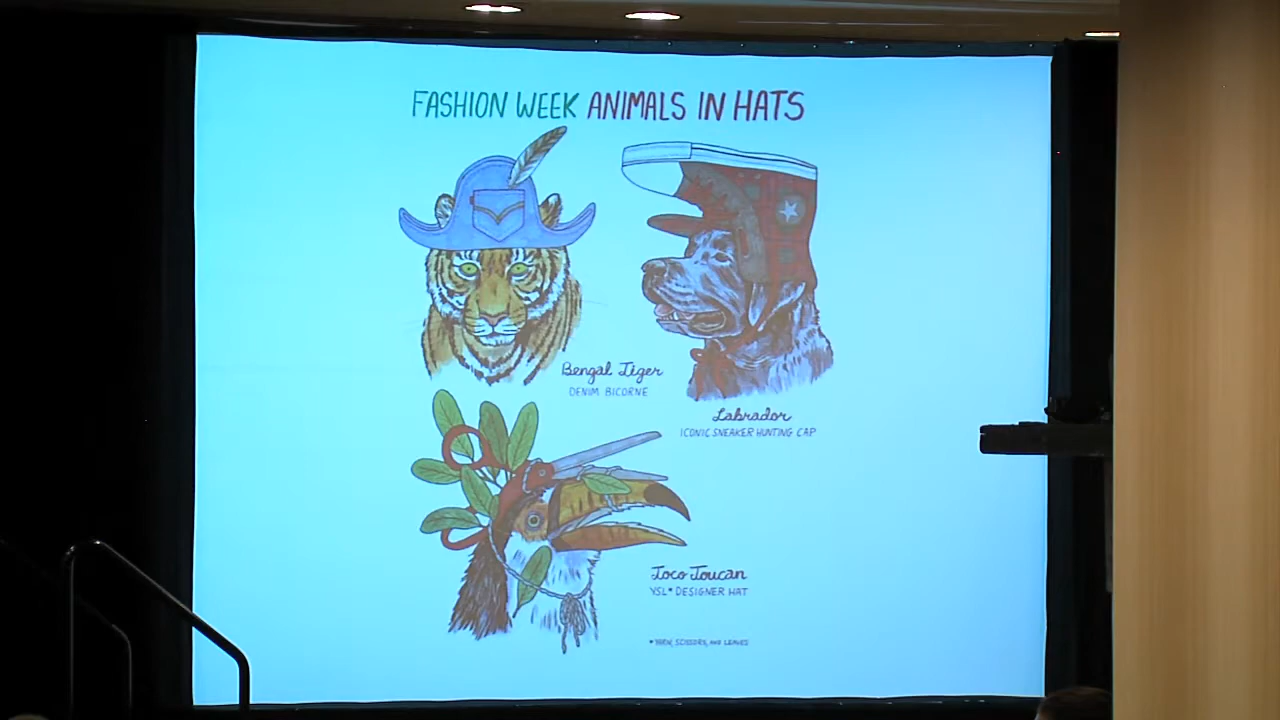 FASHION WEEK ANIMALS IN HATS
Bengal Tiger
DENIM BICORNE
Labrador
ICONIC SNEAKER HUNTING CAP
Toco Toucan
YSL* DESIGNER HAT
* YARN, SCISSORS, AND LEAVES